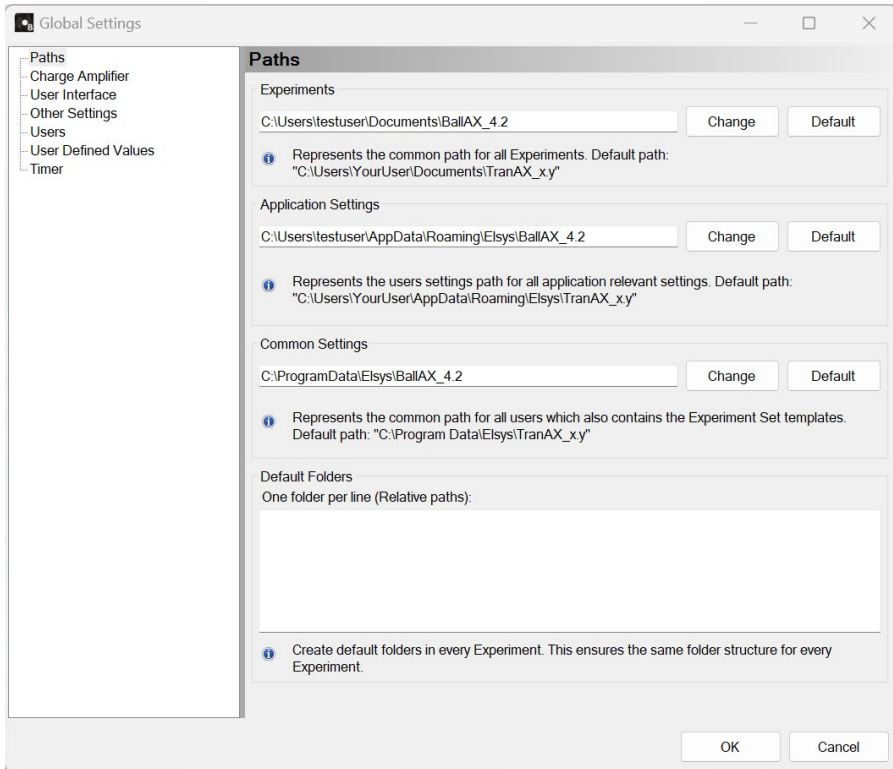 Global Settings
Paths
Charge Amplifier
User Interface
Other Settings
Users
User Defined Values
Timer
Paths
Experiments
C:\Users\testuser\Documents\BallAX_4.2
Change
Default
Represents the common path for all Experiments. Default path:
"C:\Users\YourUser\Documents\TranAX_x.y"
Application Settings
C:\Users\testuser\AppData\Roaming\Elsys\BallAX_4.2
Change
Default
Represents the users settings path for all application relevant settings. Default path:
"C:\Users\YourUser\AppData\Roaming\Elsys\TranAX_x.y"
Common Settings
C:\ProgramData\Elsys\BallAX_4.2
Change
Default
Represents the common path for all users which also contains the Experiment Set templates.
Default path: "C:\Program Data\Elsys\TranAX_x.y"
Default Folders
One folder per line (Relative paths):
Create default folders in every Experiment. This ensures the same folder structure for every
Experiment.
OK
Cancel